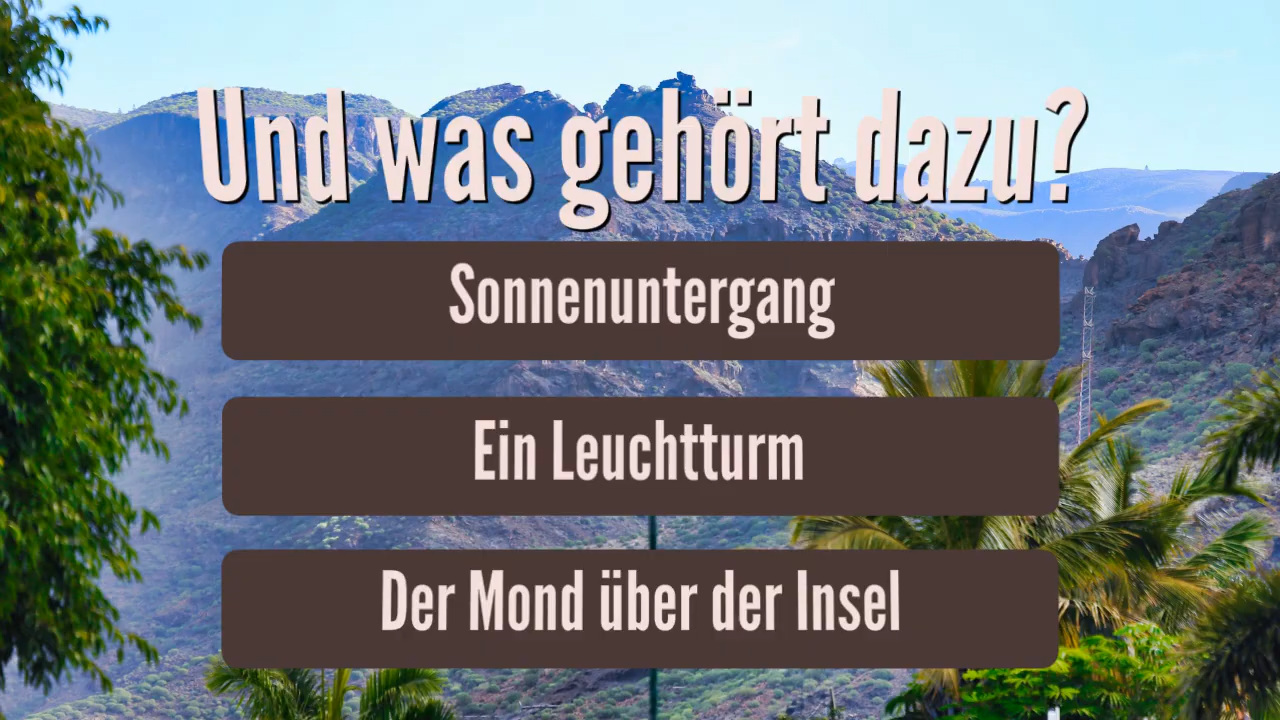 Und was gehört dazu?
Sonnenuntergang
Ein Leuchtturm
Der Mond über der Insel